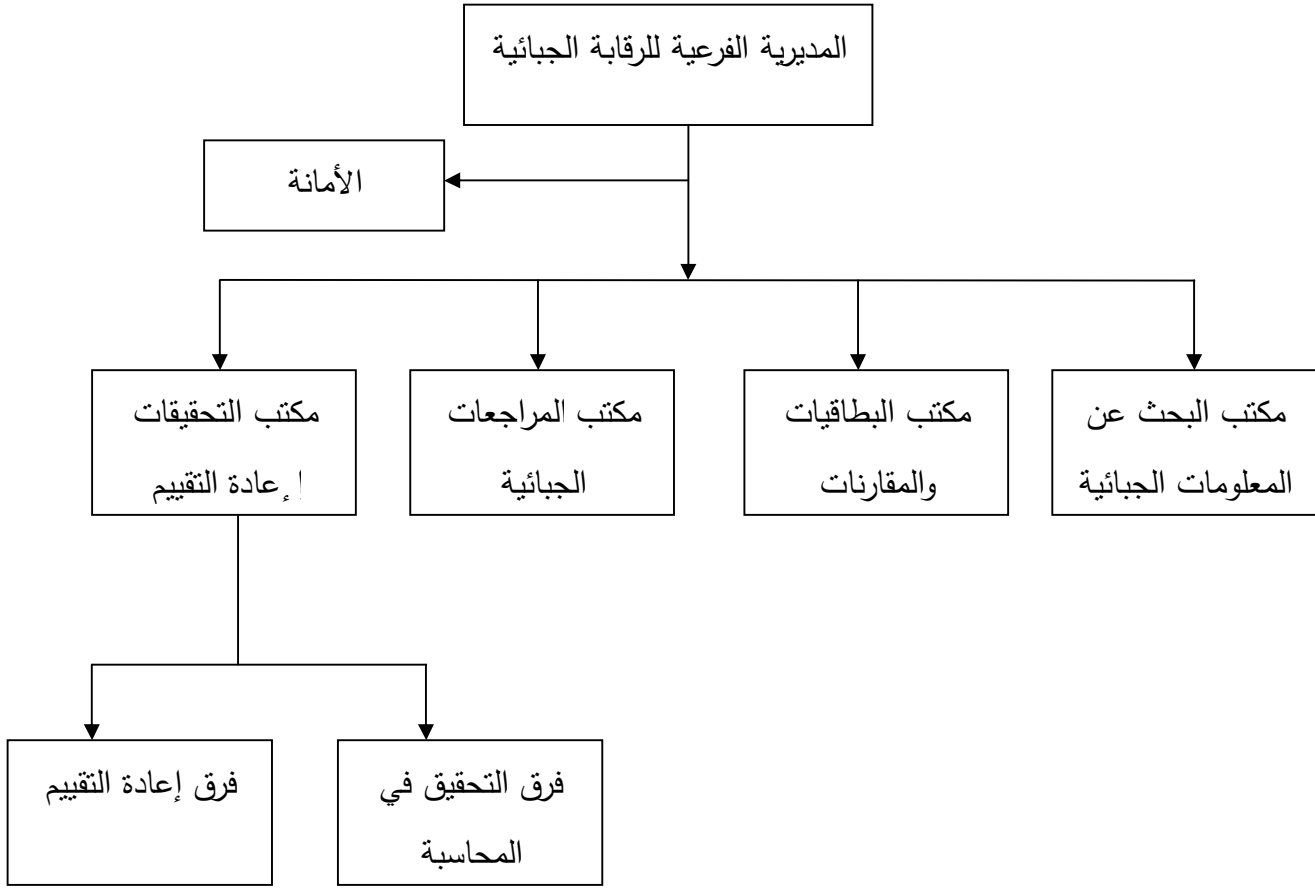 المديرية الفرعية للرقابة الجبائية
الأمانة
مكتب البحث عن
المعلومات الجبائية
مكتب البطاقيات
والمقارنات
مكتب المراجعات
الجبائية
مكتب التحقيقات
إعادة التقييم
فرق التحقيق في
المحاسبة
فرق إعادة التقييم